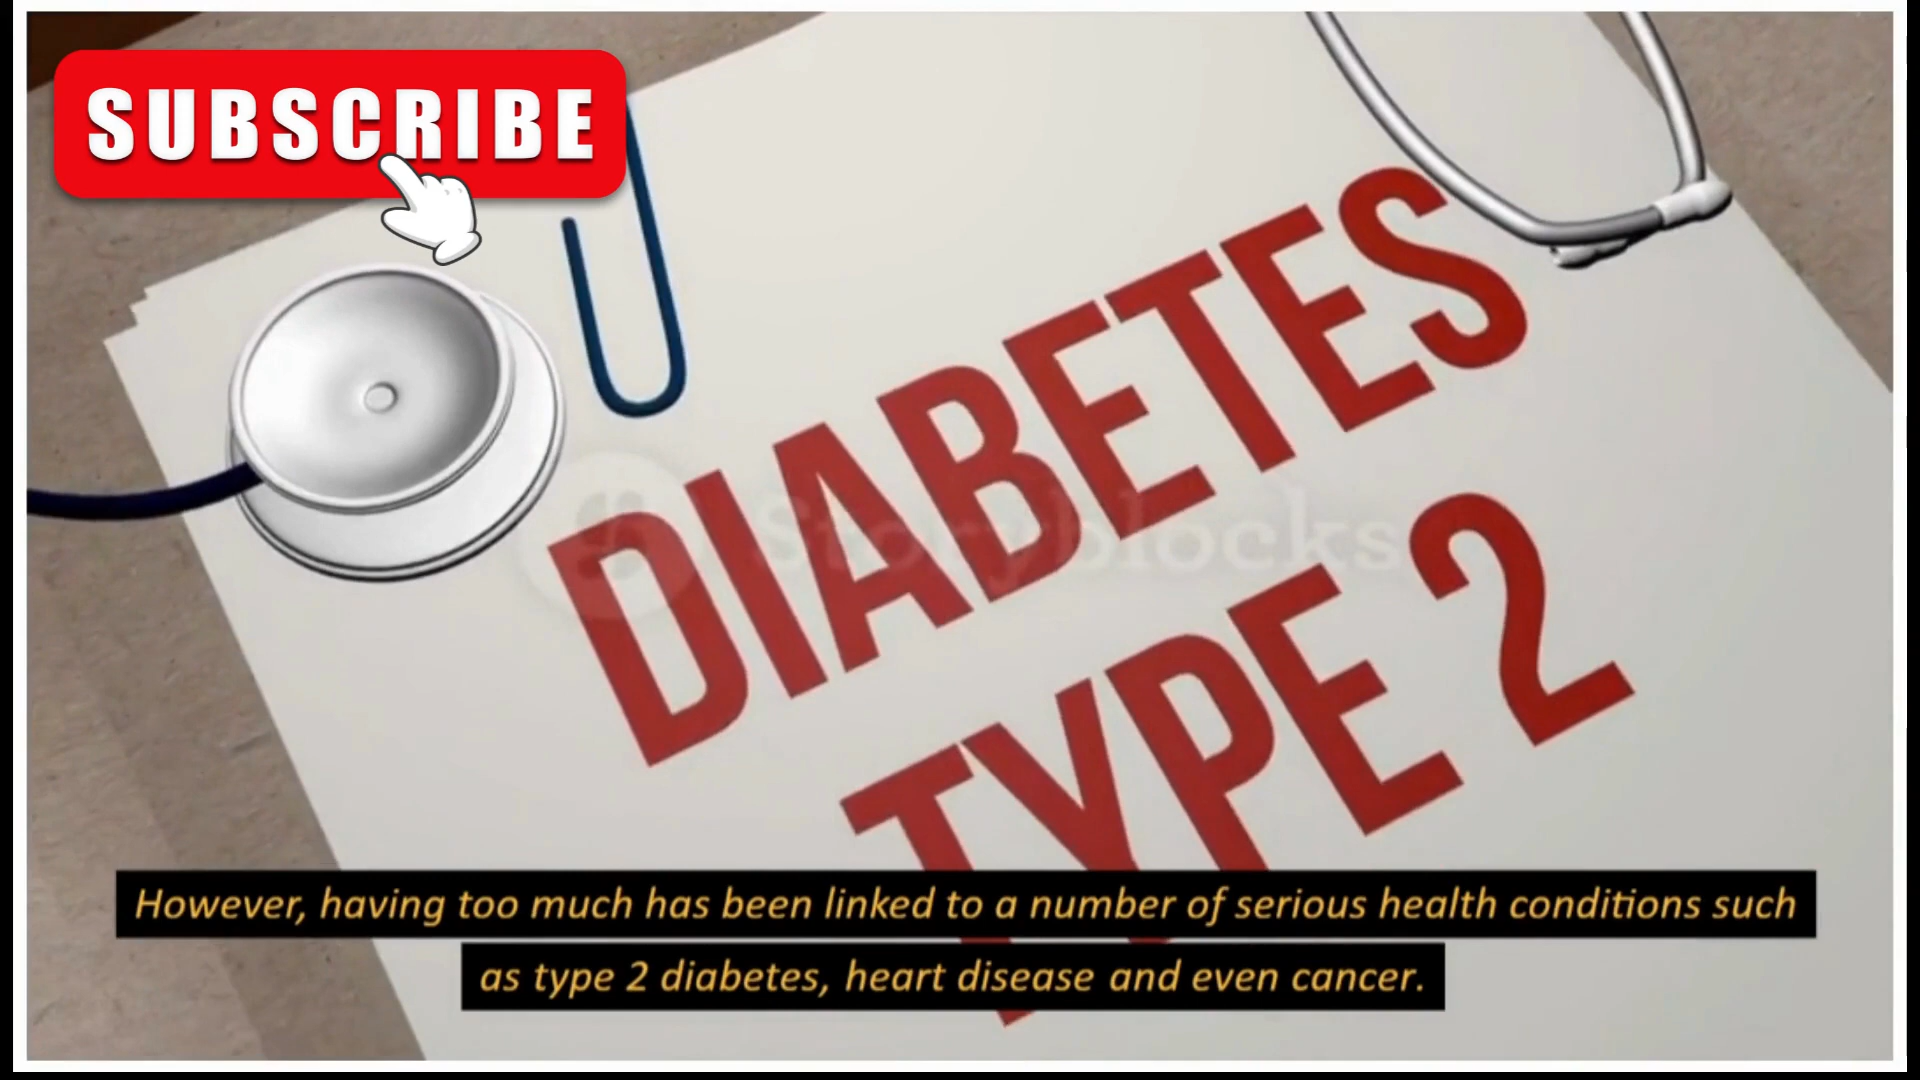 SUBSCRIBE
DIABETES
TYPE 2
Storyblocks
However, having too much has been linked to a number of serious health conditions such
as type 2 diabetes, heart disease and even cancer.